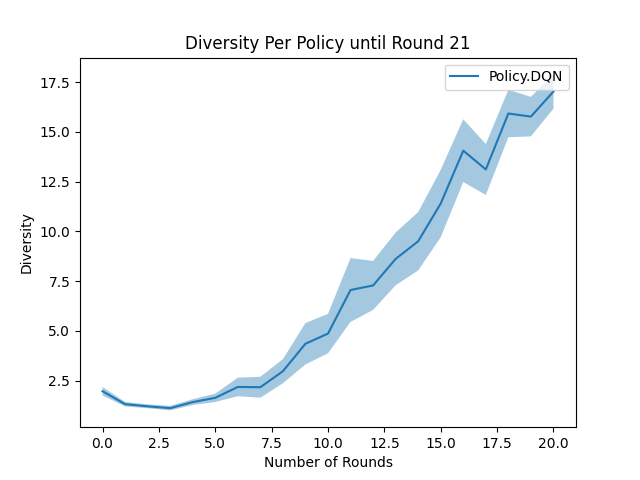 Diversity Per Policy until Round 21
Policy.DQN
17.5
15.0
12.5
10.0
7.5
5.0
2.5
Diversity
0.0 2.5 5.0 7.5 10.0 12.5 15.0 17.5 20.0
Number of Rounds